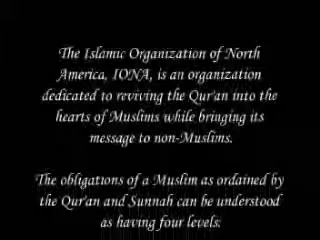 The Islamic Organization of North
America, IONA, is an organization
dedicated to reviving the Qur'an into the
hearts of Muslims while bringing its
message to non-Muslims.
The obligations of a Muslim as ordained by
the Qur'an and Sunnah can be understood
as having four levels: